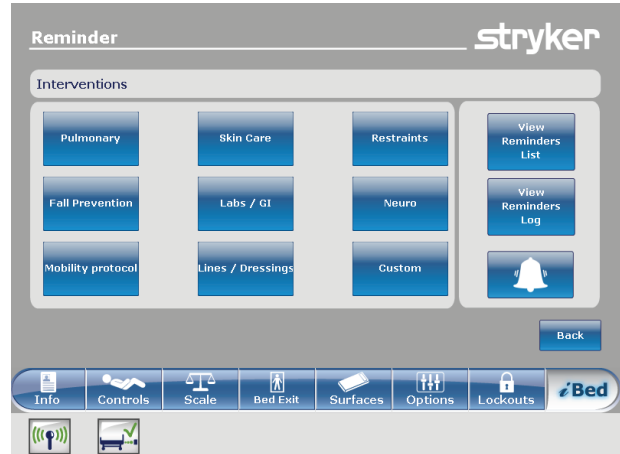 Reminder
stryker
Interventions
Pulmonary
Skin Care
Restraints
View
Reminders
List
Fall Prevention
Labs / GI
Neuro
View
Reminders
Log
Mobility protocol
Lines / Dressings
Custom
Back
Info
Controls
Scale
Bed Exit
Surfaces
Options
Lockouts
iBed